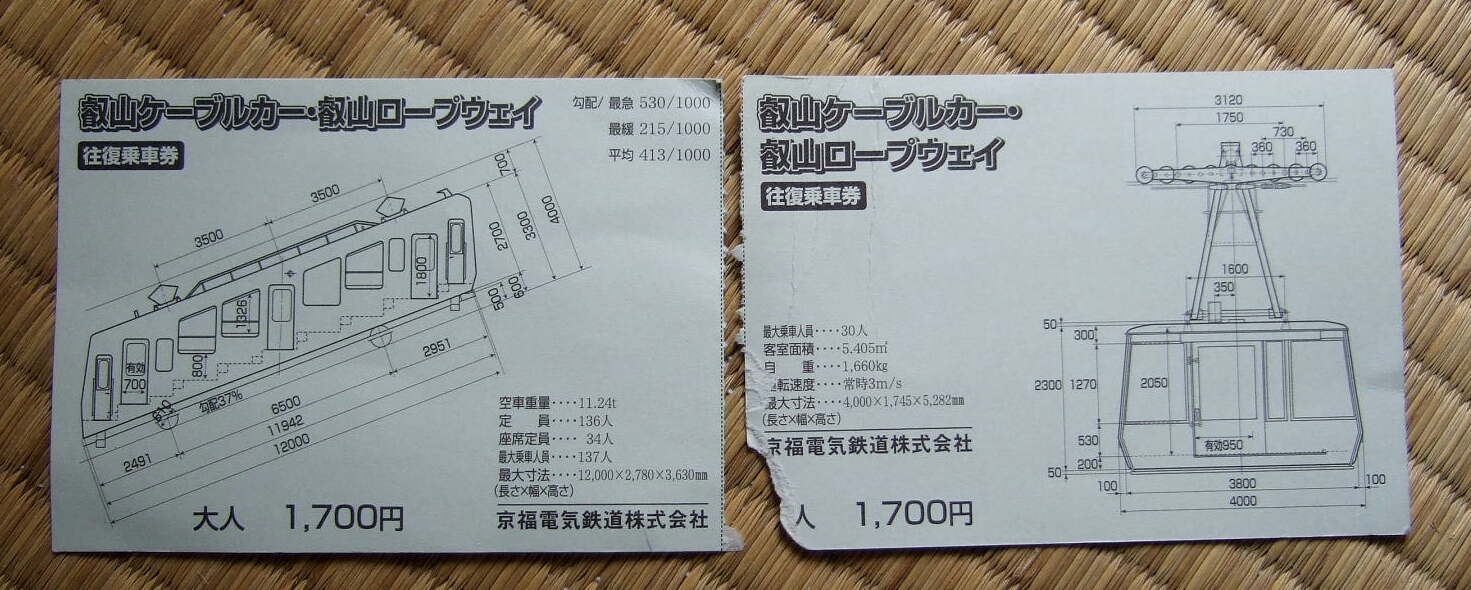 叡山ケーブルカー・叡山ロープウェイ
往復乗車券
勾配/ 最急 530/1000
最緩 215/1000
平均 413/1000
3500
3500
700
4000
3300
2700
600
500
1800
1326
800
有効
700
勾配37%
2951
6500
11942
12000
2491
空車重量・・・・11.24t
定 員・・・・136人
座席定員・・・・ 34人
最大乗車人員・・・・137人
最大寸法・・・・12,000×2,780×3,630㎜
(長さ×幅×高さ)
大人 1,700円
京福電気鉄道株式会社
叡山ケーブルカー・
叡山ロープウェイ
往復乗車券
3120
1750
730
360
360
1600
350
50
300
2300
1270
2050
530
有効950
200
50
100
100
3800
4000
最大乗車人員・・・・30人
客室面積・・・・5.405㎡
自 重・・・・1,660kg
転速度・・・・常時3m/s
最大寸法・・・・4,000×1,745×5,282㎜
(長さ×幅×高さ)
京福電気鉄道株式会社
人 1,700円